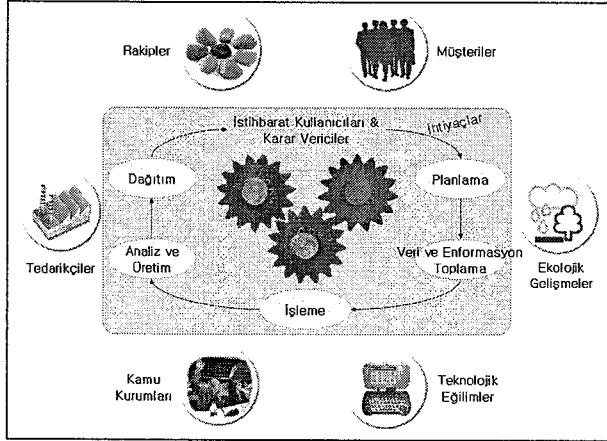 Rakipler
Müşteriler
İstihbarat Kullanıcıları &
Karar Vericiler
İhtiyaçlar
Dağıtım
Planlama
Tedarikçiler
Analiz ve
Üretim
Veri ve Enformasyon
Toplama
Ekolojik
Gelişmeler
İşleme
Kamu
Kurumları
Teknolojik
Eğilimler